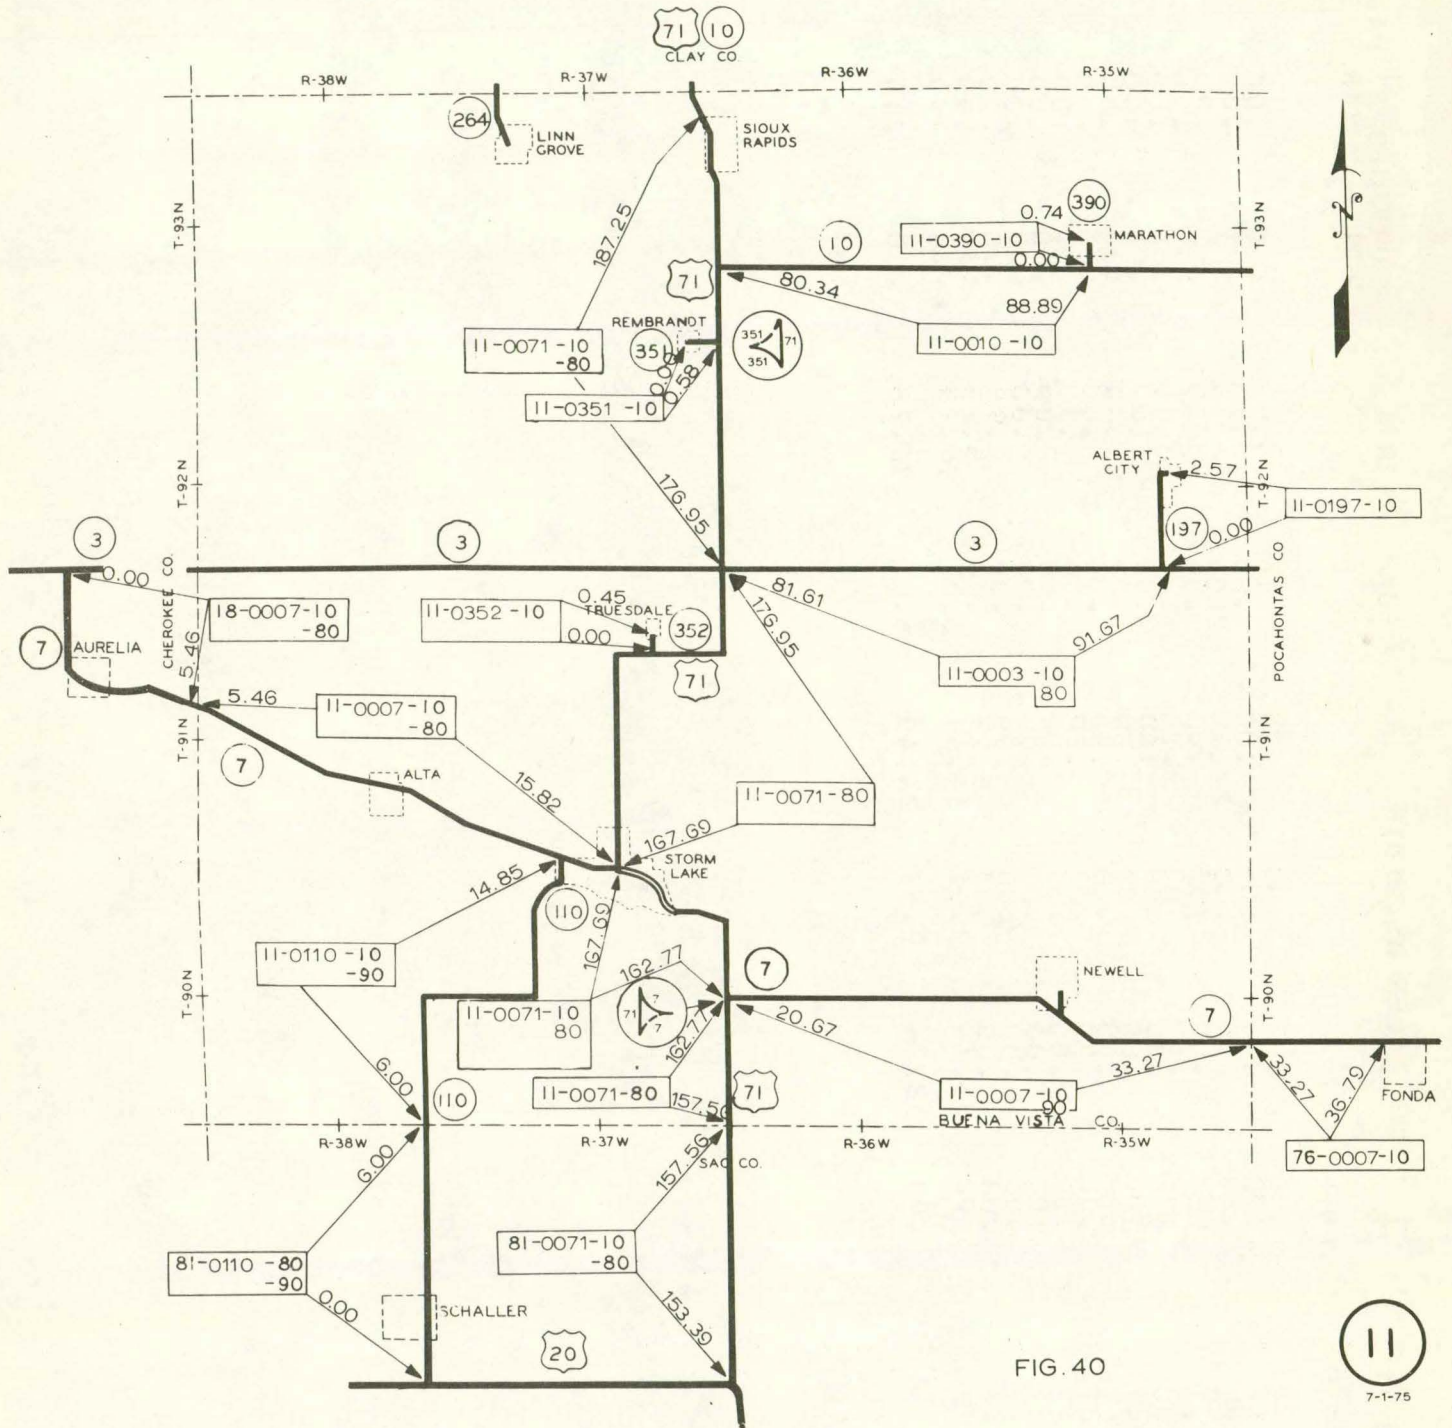 71 10
CLAY CO.
R-38W
R-37W
R-36W
R-35W
264
LINN
GROVE
SIOUX
RAPIDS
T-93N
187.25
0.74
390
MARATHON
T-93N
10
11-0390-10
0.00
71
80.34
88.89
11-0010-10
REMBRANDT
351
11-0071-10
-80
351
71
351
0.00
0.58
11-0351-10
ALBERT
CITY
2.57
T-92N
T-92N
11-0197-10
176.95
197
0.00
3
3
3
0.00
CHEROKEE CO.
POCAHONTAS CO
18-0007-10
-80
11-0352-10
0.45
TRUESDALE
0.00
352
81.61
176.95
91.67
7
AURELIA
5.46
71
11-0003-10
80
5.46
11-0007-10
-80
T-91N
T-91N
7
ALTA
15.82
11-0071-80
167.69
STORM
LAKE
14.85
110
167.69
11-0110-10
-90
162.77
7
NEWELL
T-90N
T-90N
11-0071-10
80
7
71
7
162.77
20.67
7
6.00
110
11-0071-80
157.56
71
11-0007-10
90
33.27
33.27
36.79
FONDA
BUENA VISTA CO.
R-38W
R-37W
R-36W
R-35W
SAC CO.
76-0007-10
6.00
157.56
81-0110-80
-90
81-0071-10
-80
0.00
153.39
SCHALLER
20
FIG. 40
11
7-1-75